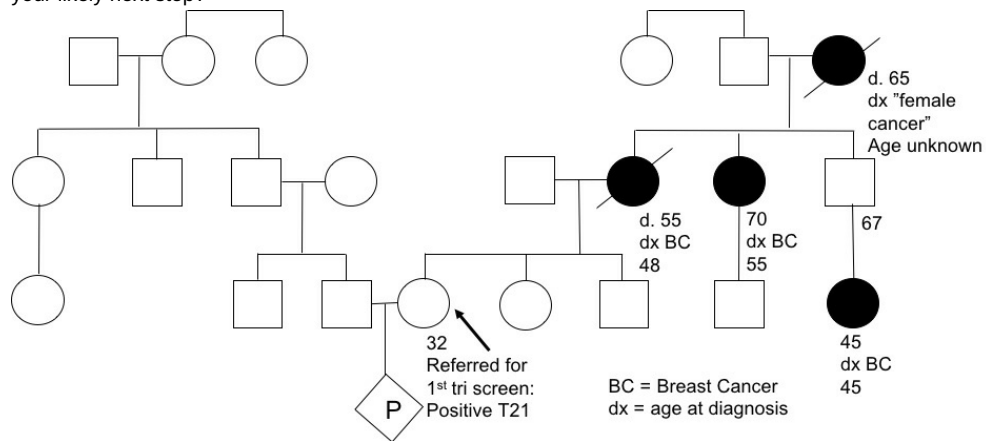 your likely next step?
d. 65
dx ”female
cancer”
Age unknown
d. 55
dx BC
48
70
dx BC
55
67
32
Referred for
1st tri screen:
Positive T21
45
dx BC
45
P
BC = Breast Cancer
dx = age at diagnosis